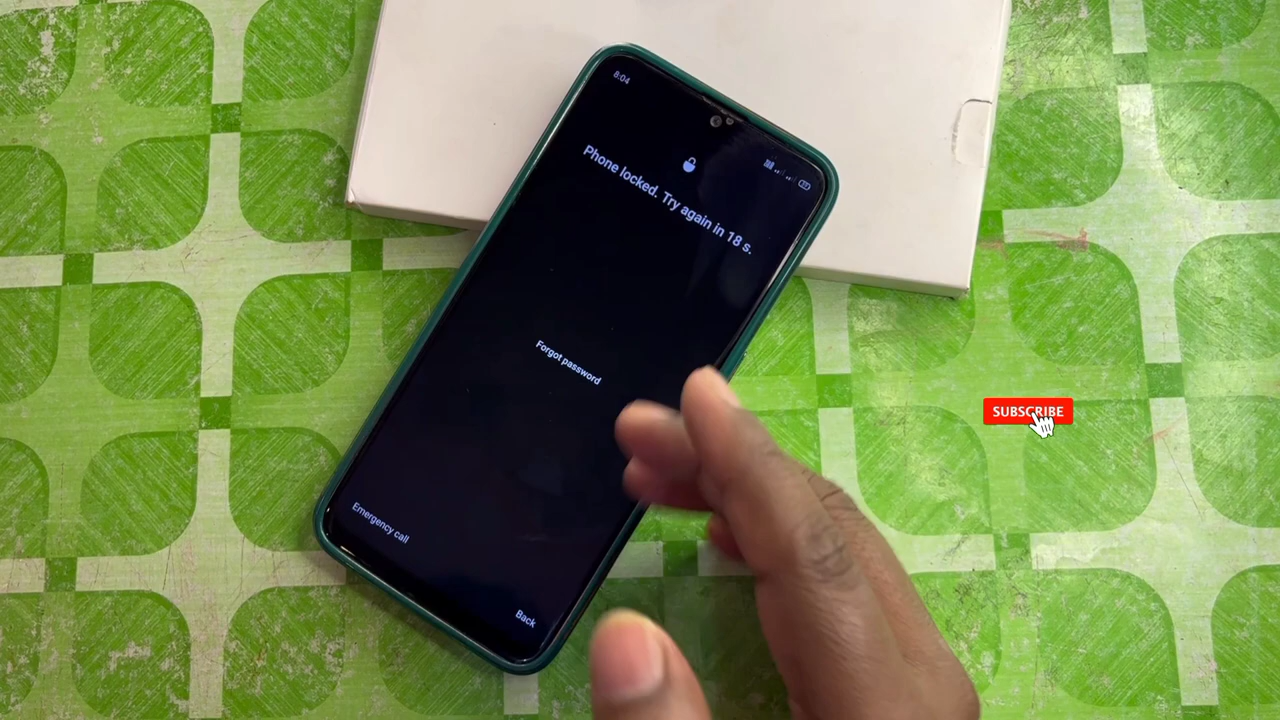 8:04
Phone locked. Try again in 18 s.
Forgot password
Emergency call
Back
SUBSCRIBE